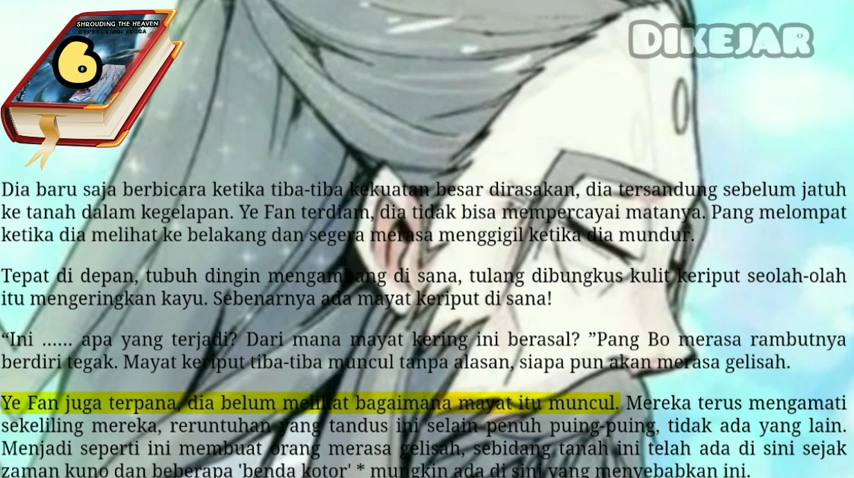 SHROUDING THE HEAVEN
6
DIKEJAR
Dia baru saja berbicara ketika tiba-tiba kekuatan besar dirasakan, dia tersandung sebelum jatuh
ke tanah dalam kegelapan. Ye Fan terdiam, dia tidak bisa mempercayai matanya. Pang melompat
ketika dia melihat ke belakang dan segera merasa menggigil ketika dia mundur.
Tepat di depan, tubuh dingin mengambang di sana, tulang dibungkus kulit keriput seolah-olah
itu mengeringkan kayu. Sebenarnya ada mayat keriput di sana!
“Ini …… apa yang terjadi? Dari mana mayat kering ini berasal? ”Pang Bo merasa rambutnya
berdiri tegak. Mayat keriput tiba-tiba muncul tanpa alasan, siapa pun akan merasa gelisah.
Ye Fan juga terpana, dia belum melihat bagaimana mayat itu muncul. Mereka terus mengamati
sekeliling mereka, reruntuhan yang tandus ini selain penuh puing-puing, tidak ada yang lain.
Menjadi seperti ini membuat orang merasa gelisah, sebidang tanah ini telah ada di sini sejak
zaman kuno dan beberapa 'benda kotor' * mungkin ada di sini yang menyebabkan ini.